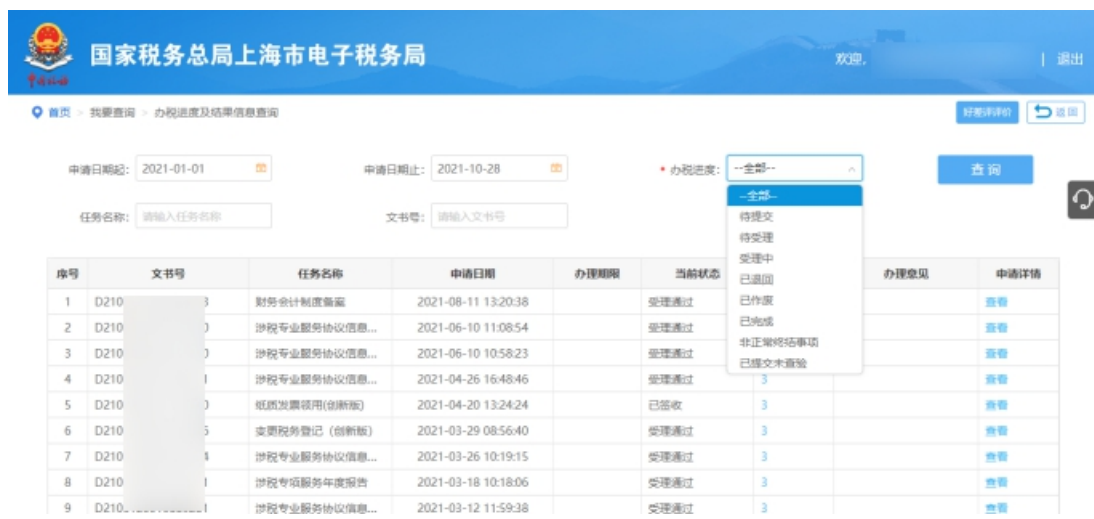 国家税务总局上海市电子税务局
欢迎,
| 退出
首页 > 我要查询 > 办税进度及结果信息查询
好差评评价
返回
申请日期起: 2021-01-01
申请日期止: 2021-10-28
* 办税进度: --全部--
查询
任务名称: 请输入任务名称
文书号: 请输入文书号
--全部--
待提交
待受理
受理中
已退回
已作废
已完成
非正常终结事项
已提交未查验
序号 文书号 任务名称 申请日期 办理期限 当前状态 办理意见 申请详情
1 D210 3 财务会计制度备案 2021-08-11 13:20:38 受理通过 查看
2 D210 0 涉税专业服务协议信息... 2021-06-10 11:08:54 受理通过 查看
3 D210 0 涉税专业服务协议信息... 2021-06-10 10:58:23 受理通过 查看
4 D210 1 涉税专业服务协议信息... 2021-04-26 16:48:46 受理通过 3 查看
5 D210 0 纸质发票领用(创新版) 2021-04-20 13:24:24 已签收 3 查看
6 D210 5 变更税务登记（创新版） 2021-03-29 08:56:40 受理通过 3 查看
7 D210 4 涉税专业服务协议信息... 2021-03-26 10:19:15 受理通过 3 查看
8 D210 1 涉税专项服务年度报告 2021-03-18 10:18:06 受理通过 3 查看
9 D210 1 涉税专业服务协议信息... 2021-03-12 11:59:38 受理通过 3 查看